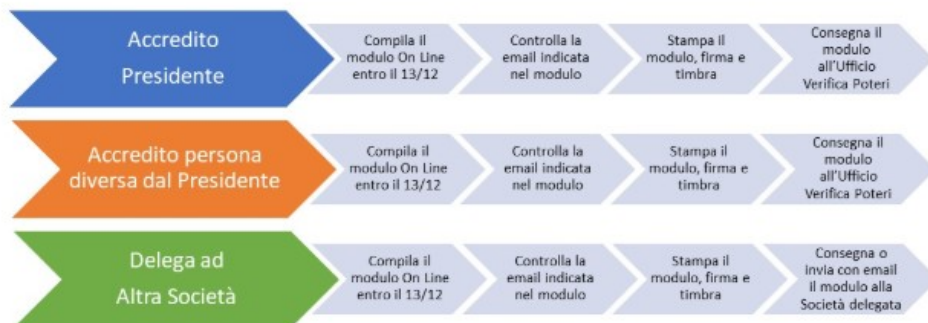 Accredito
Presidente
Compila il
modulo On Line
entro il 13/12
Controlla la
email indicata
nel modulo
Stampa il
modulo, firma e
timbra
Consegna il
modulo
all'Ufficio
Verifica Poteri
Accredito persona
diversa dal Presidente
Compila il
modulo On Line
entro il 13/12
Controlla la
email indicata
nel modulo
Stampa il
modulo, firma e
timbra
Consegna il
modulo
all'Ufficio
Verifica Poteri
Delega ad
Altra Società
Compila il
modulo On Line
entro il 13/12
Controlla la
email indicata
nel modulo
Stampa il
modulo, firma e
timbra
Consegna o
invia con email
il modulo alla
Società delegata